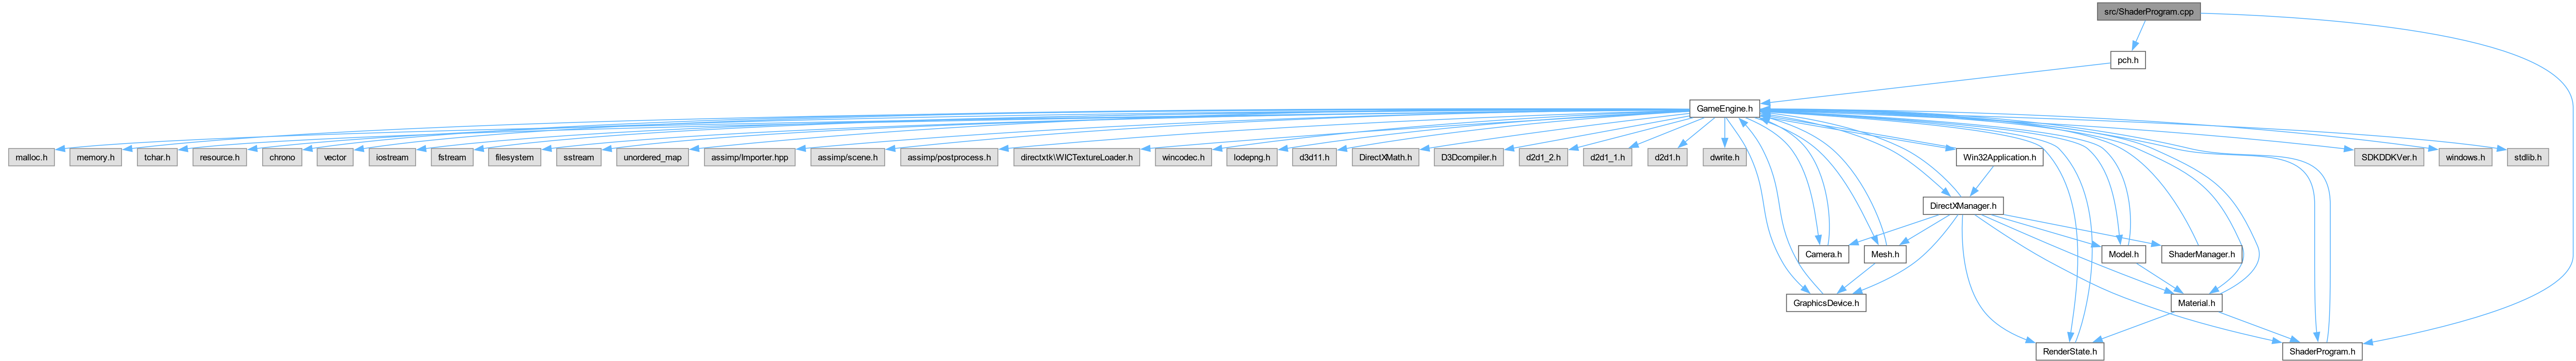 src/ShaderProgram.cpp
pch.h
GameEngine.h
malloc.h
memory.h
tchar.h
resource.h
chrono
vector
iostream
fstream
filesystem
sstream
unordered_map
assimp/Importer.hpp
assimp/scene.h
assimp/postprocess.h
directxtk\WICTextureLoader.h
wincodec.h
lodepng.h
d3d11.h
DirectXMath.h
D3Dcompiler.h
d2d1_2.h
d2d1_1.h
d2d1.h
dwrite.h
Win32Application.h
SDKDDKVer.h
windows.h
stdlib.h
DirectXManager.h
Camera.h
Mesh.h
Model.h
ShaderManager.h
GraphicsDevice.h
Material.h
RenderState.h
ShaderProgram.h